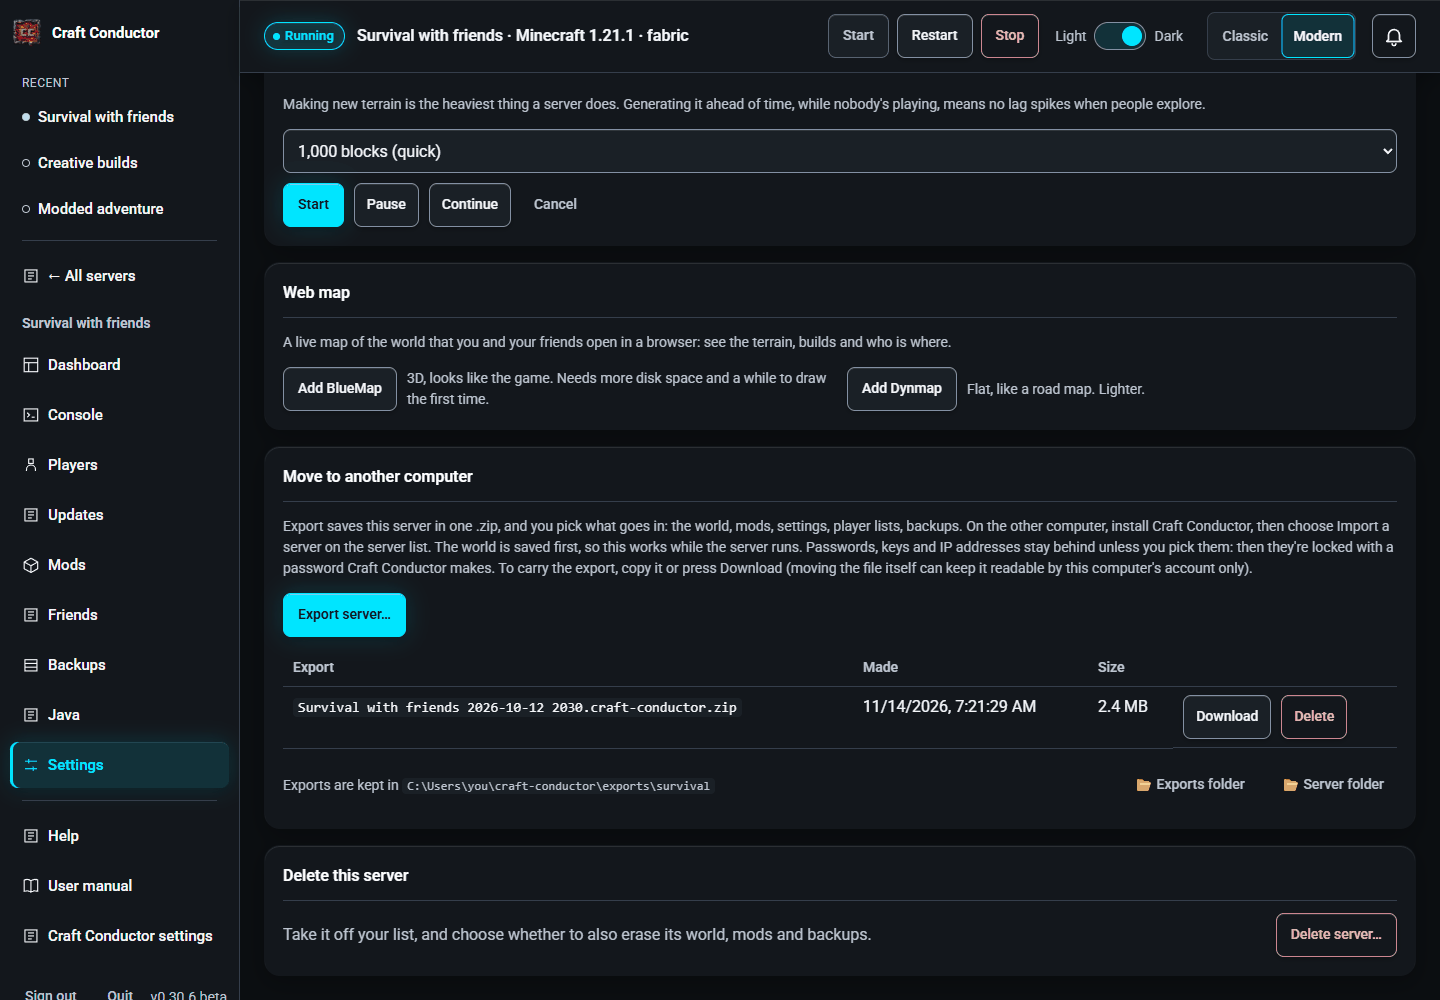 Craft Conductor
RECENT
Survival with friends
Creative builds
Modded adventure
← All servers
Survival with friends
Dashboard
Console
Players
Updates
Mods
Friends
Backups
Java
Settings
Help
User manual
Craft Conductor settings
Sign out Quit v0.30.6 beta
Running Survival with friends · Minecraft 1.21.1 · fabric Start Restart Stop Light Dark Classic Modern
Making new terrain is the heaviest thing a server does. Generating it ahead of time, while nobody's playing, means no lag spikes when people explore.
1,000 blocks (quick)
Start Pause Continue Cancel
Web map
A live map of the world that you and your friends open in a browser: see the terrain, builds and who is where.
Add BlueMap 3D, looks like the game. Needs more disk space and a while to draw
the first time.
Add Dynmap Flat, like a road map. Lighter.
Move to another computer
Export saves this server in one .zip, and you pick what goes in: the world, mods, settings, player lists, backups. On the other computer, install Craft Conductor, then choose Import a
server on the server list. The world is saved first, so this works while the server runs. Passwords, keys and IP addresses stay behind unless you pick them: then they're locked with a
password Craft Conductor makes. To carry the export, copy it or press Download (moving the file itself can keep it readable by this computer's account only).
Export server...
Export Made Size
Survival with friends 2026-10-12 2030.craft-conductor.zip 11/14/2026, 7:21:29 AM 2.4 MB Download Delete
Exports are kept in C:\Users\you\craft-conductor\exports\survival Exports folder Server folder
Delete this server
Take it off your list, and choose whether to also erase its world, mods and backups. Delete server...